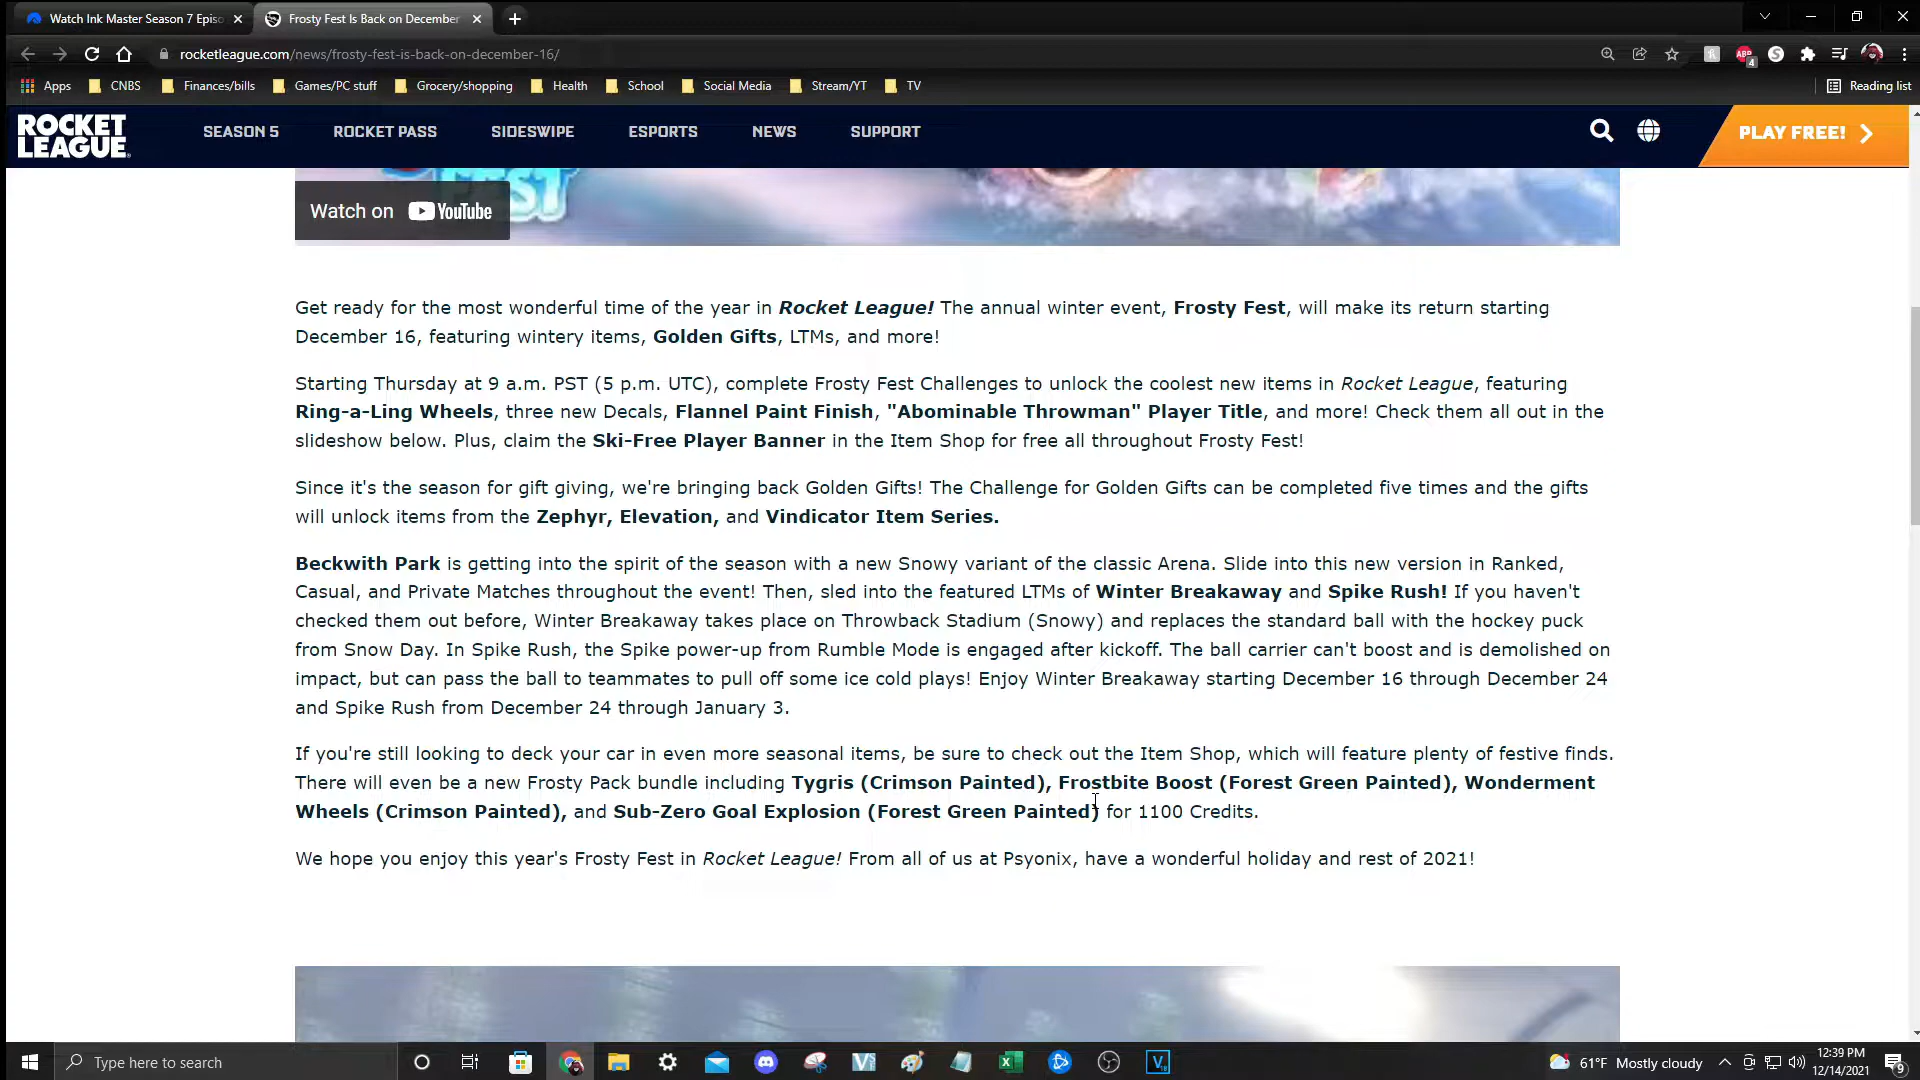 Watch Ink Master Season 7 Episo
Frosty Fest Is Back on December
rocketleague.com/news/frosty-fest-is-back-on-december-16/
4
Apps CNBS Finances/bills Games/PC stuff Grocery/shopping Health School Social Media Stream/YT TV Reading list
ROCKET
LEAGUE
SEASON 5 ROCKET PASS SIDESWIPE ESPORTS NEWS SUPPORT PLAY FREE!
FEST
Watch on YouTube
Get ready for the most wonderful time of the year in Rocket League! The annual winter event, Frosty Fest, will make its return starting
December 16, featuring wintery items, Golden Gifts, LTMs, and more!
Starting Thursday at 9 a.m. PST (5 p.m. UTC), complete Frosty Fest Challenges to unlock the coolest new items in Rocket League, featuring
Ring-a-Ling Wheels, three new Decals, Flannel Paint Finish, "Abominable Throwman" Player Title, and more! Check them all out in the
slideshow below. Plus, claim the Ski-Free Player Banner in the Item Shop for free all throughout Frosty Fest!
Since it's the season for gift giving, we're bringing back Golden Gifts! The Challenge for Golden Gifts can be completed five times and the gifts
will unlock items from the Zephyr, Elevation, and Vindicator Item Series.
Beckwith Park is getting into the spirit of the season with a new Snowy variant of the classic Arena. Slide into this new version in Ranked,
Casual, and Private Matches throughout the event! Then, sled into the featured LTMs of Winter Breakaway and Spike Rush! If you haven't
checked them out before, Winter Breakaway takes place on Throwback Stadium (Snowy) and replaces the standard ball with the hockey puck
from Snow Day. In Spike Rush, the Spike power-up from Rumble Mode is engaged after kickoff. The ball carrier can't boost and is demolished on
impact, but can pass the ball to teammates to pull off some ice cold plays! Enjoy Winter Breakaway starting December 16 through December 24
and Spike Rush from December 24 through January 3.
If you're still looking to deck your car in even more seasonal items, be sure to check out the Item Shop, which will feature plenty of festive finds.
There will even be a new Frosty Pack bundle including Tygris (Crimson Painted), Frostbite Boost (Forest Green Painted), Wonderment
Wheels (Crimson Painted), and Sub-Zero Goal Explosion (Forest Green Painted) for 1100 Credits.
We hope you enjoy this year's Frosty Fest in Rocket League! From all of us at Psyonix, have a wonderful holiday and rest of 2021!
Type here to search
61°F Mostly cloudy
12:39 PM
12/14/2021
9